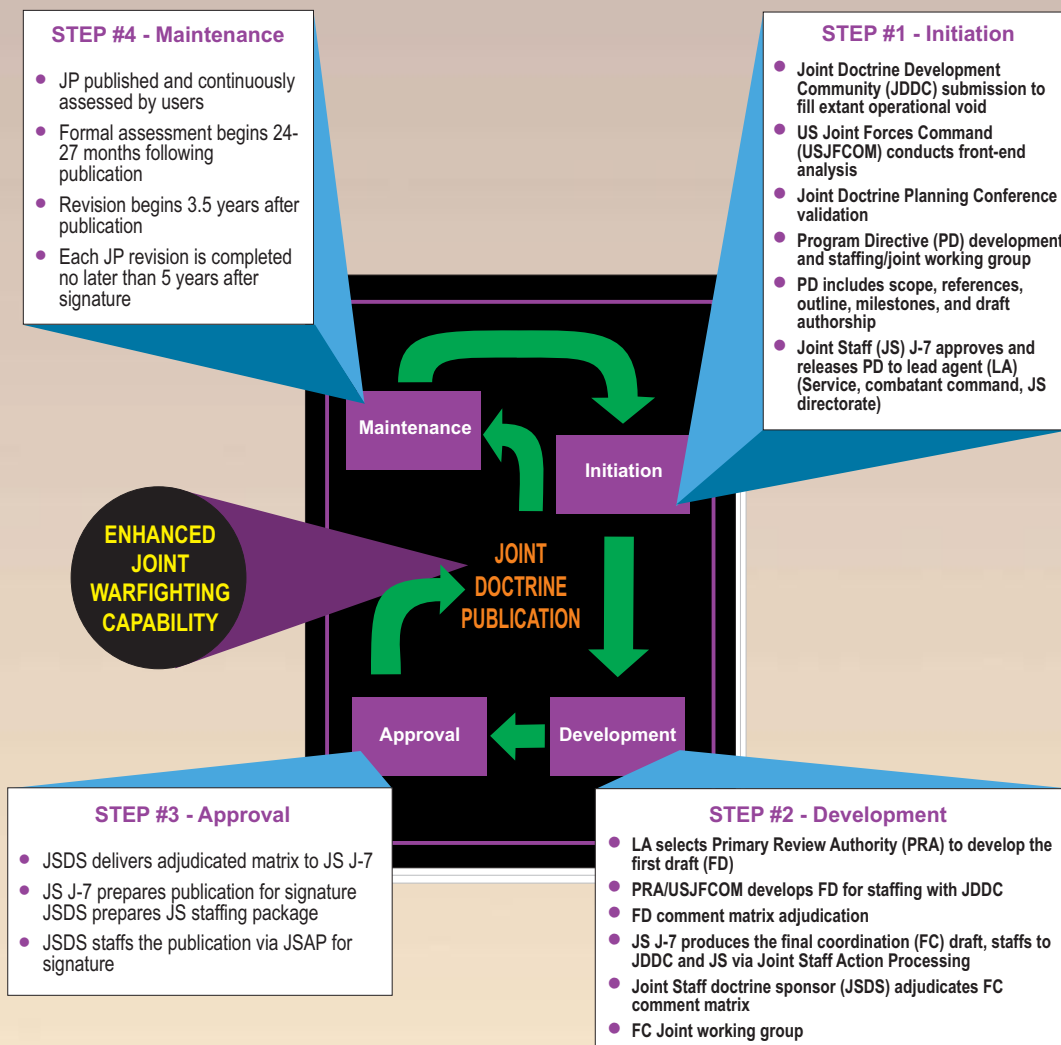 STEP #4 - Maintenance
• JP published and continuously
assessed by users
• Formal assessment begins 24-
27 months following
publication
• Revision begins 3.5 years after
publication
• Each JP revision is completed
no later than 5 years after
signature
STEP #1 - Initiation
• Joint Doctrine Development
Community (JDDC) submission to
fill extant operational void
• US Joint Forces Command
(USJFCOM) conducts front-end
analysis
• Joint Doctrine Planning Conference
validation
• Program Directive (PD) development
and staffing/joint working group
• PD includes scope, references,
outline, milestones, and draft
authorship
• Joint Staff (JS) J-7 approves and
releases PD to lead agent (LA)
(Service, combatant command, JS
directorate)
Maintenance
Initiation
ENHANCED
JOINT
WARFIGHTING
CAPABILITY
JOINT
DOCTRINE
PUBLICATION
Approval
Development
STEP #3 - Approval
• JSDS delivers adjudicated matrix to JS J-7
• JS J-7 prepares publication for signature
JSDS prepares JS staffing package
• JSDS staffs the publication via JSAP for
signature
STEP #2 - Development
• LA selects Primary Review Authority (PRA) to develop the
first draft (FD)
• PRA/USJFCOM develops FD for staffing with JDDC
• FD comment matrix adjudication
• JS J-7 produces the final coordination (FC) draft, staffs to
JDDC and JS via Joint Staff Action Processing
• Joint Staff doctrine sponsor (JSDS) adjudicates FC
comment matrix
• FC Joint working group